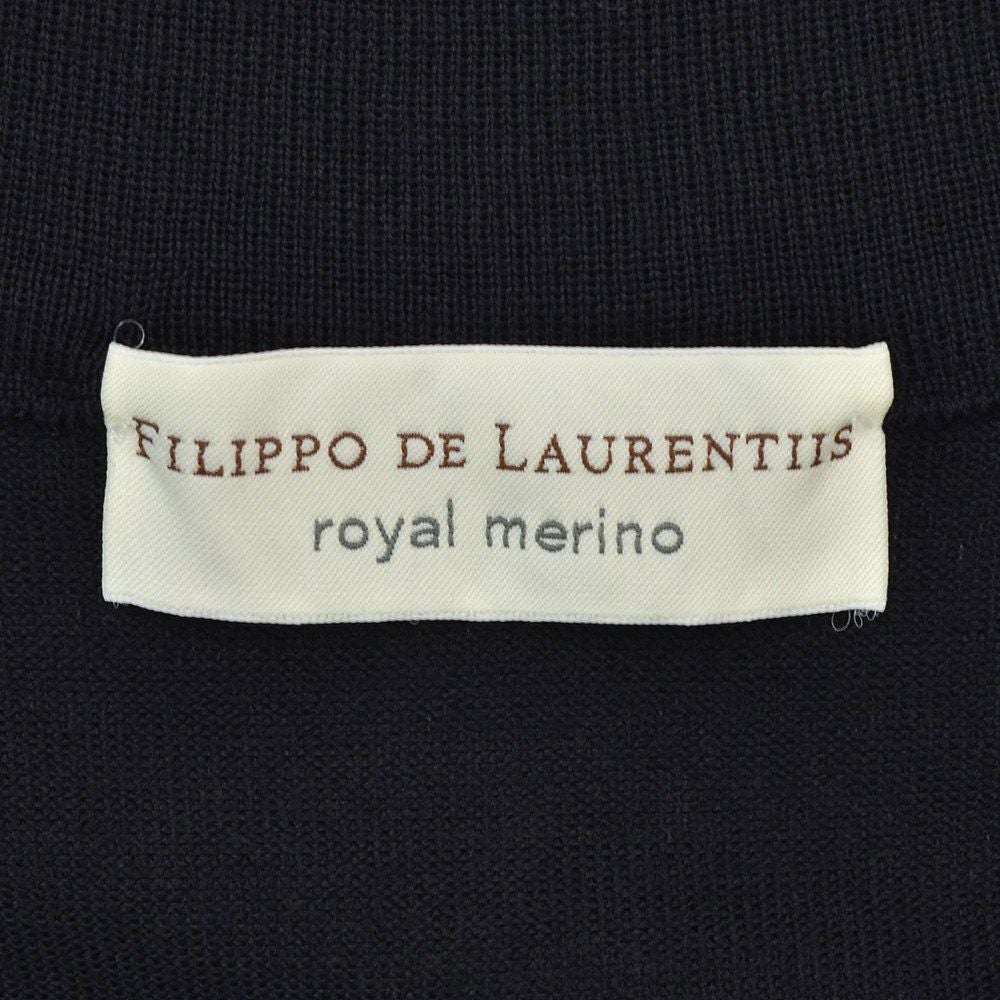 FILIPPO DE LAURENTIIS
royal merino